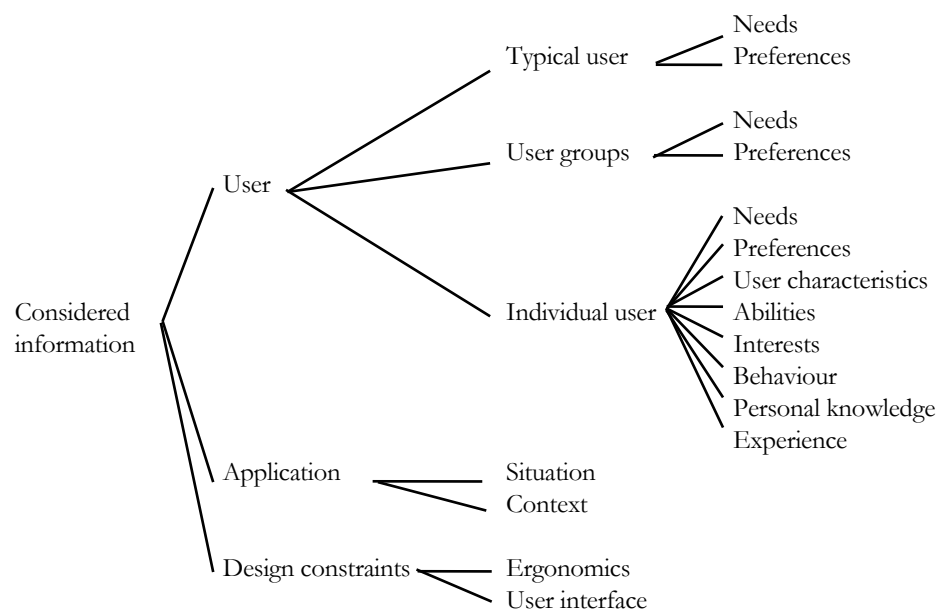 Needs
Typical user
Preferences
Needs
User groups
Preferences
User
Needs
Preferences
User characteristics
Considered
information
Individual user
Abilities
Interests
Behaviour
Personal knowledge
Experience
Application
Situation
Context
Design constraints
Ergonomics
User interface